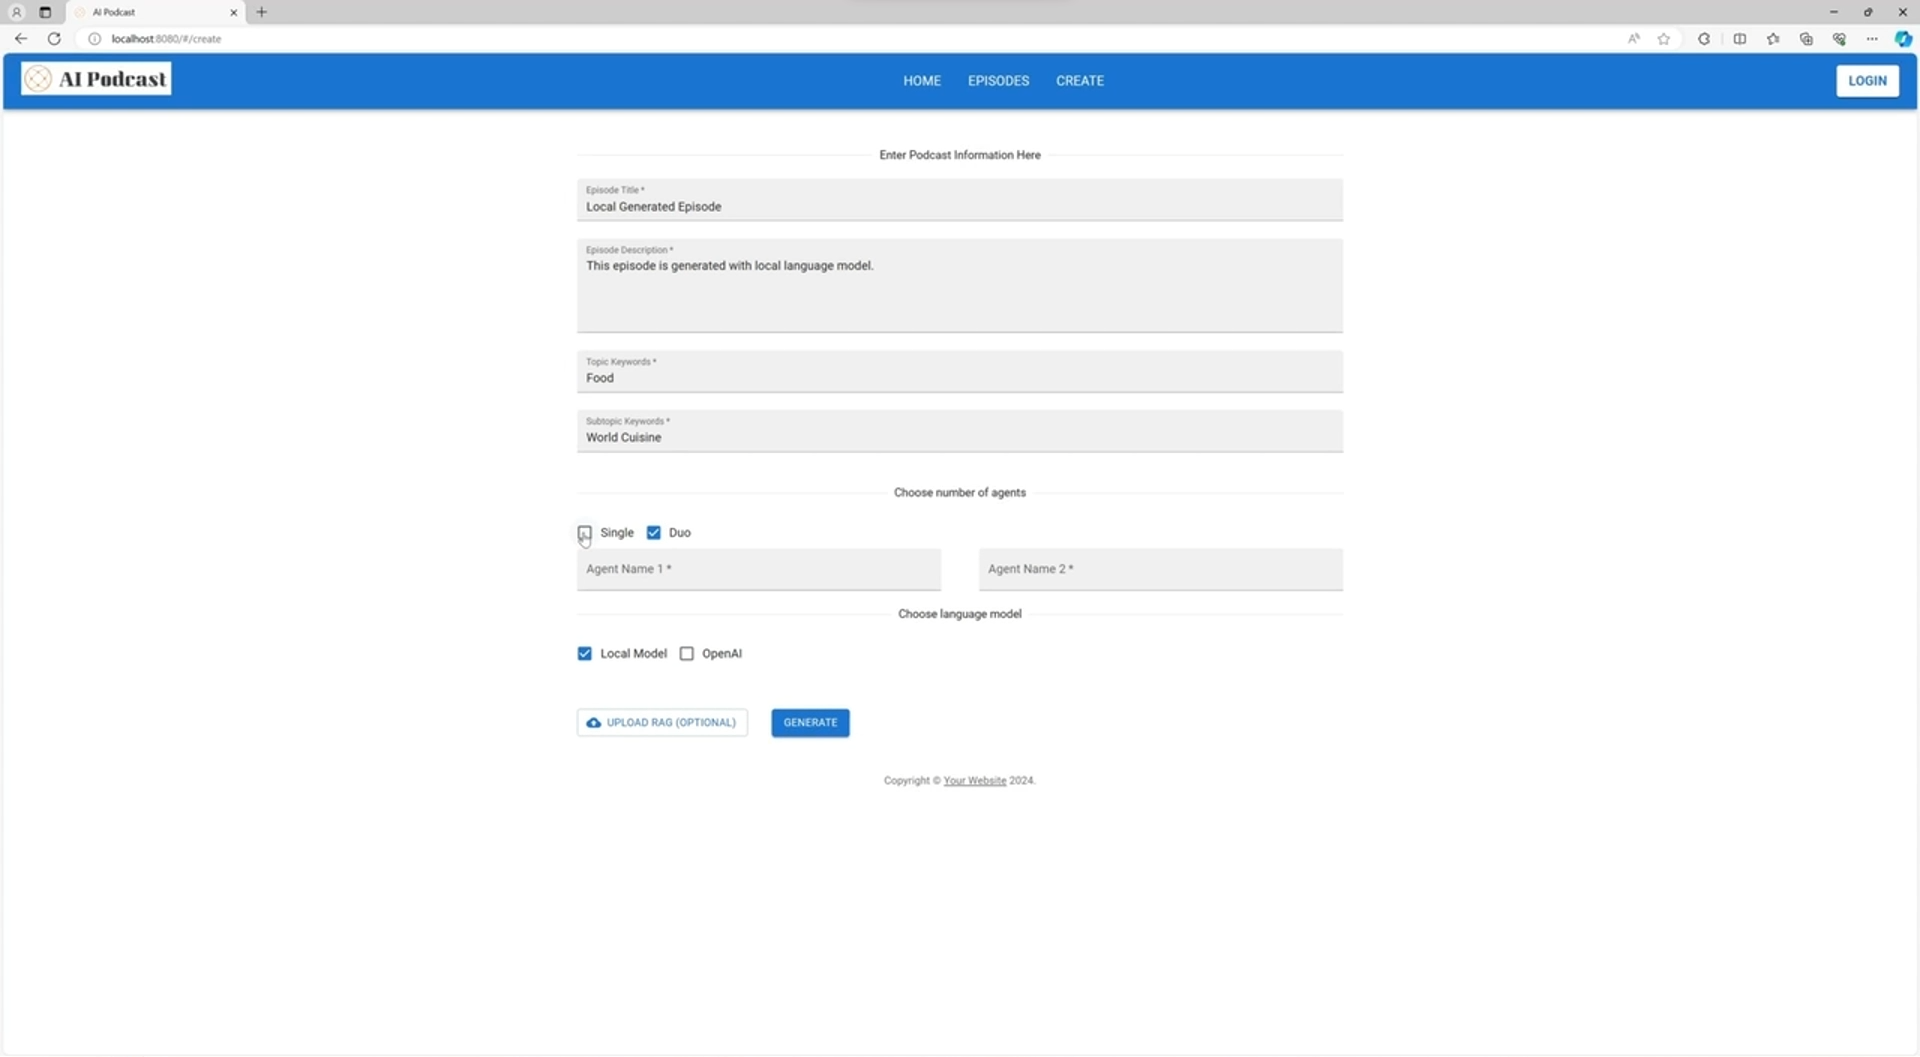 AI Podcast
localhost:8080/#/create
AI Podcast
HOME
EPISODES
CREATE
LOGIN
Enter Podcast Information Here
Episode Title *
Local Generated Episode
Episode Description *
This episode is generated with local language model.
Topic Keywords *
Food
Subtopic Keywords *
World Cuisine
Choose number of agents
Single
Duo
Agent Name 1 *
Agent Name 2 *
Choose language model
Local Model
OpenAI
UPLOAD RAG (OPTIONAL)
GENERATE
Copyright © Your Website 2024.